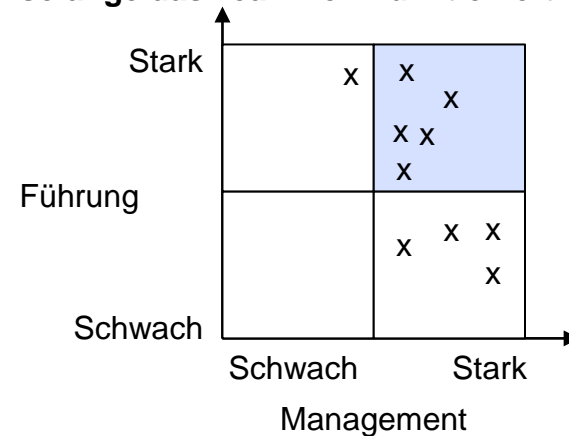 Stark
x x
x
x x
x
Führung
x x x
x
Schwach
Schwach Stark
Management